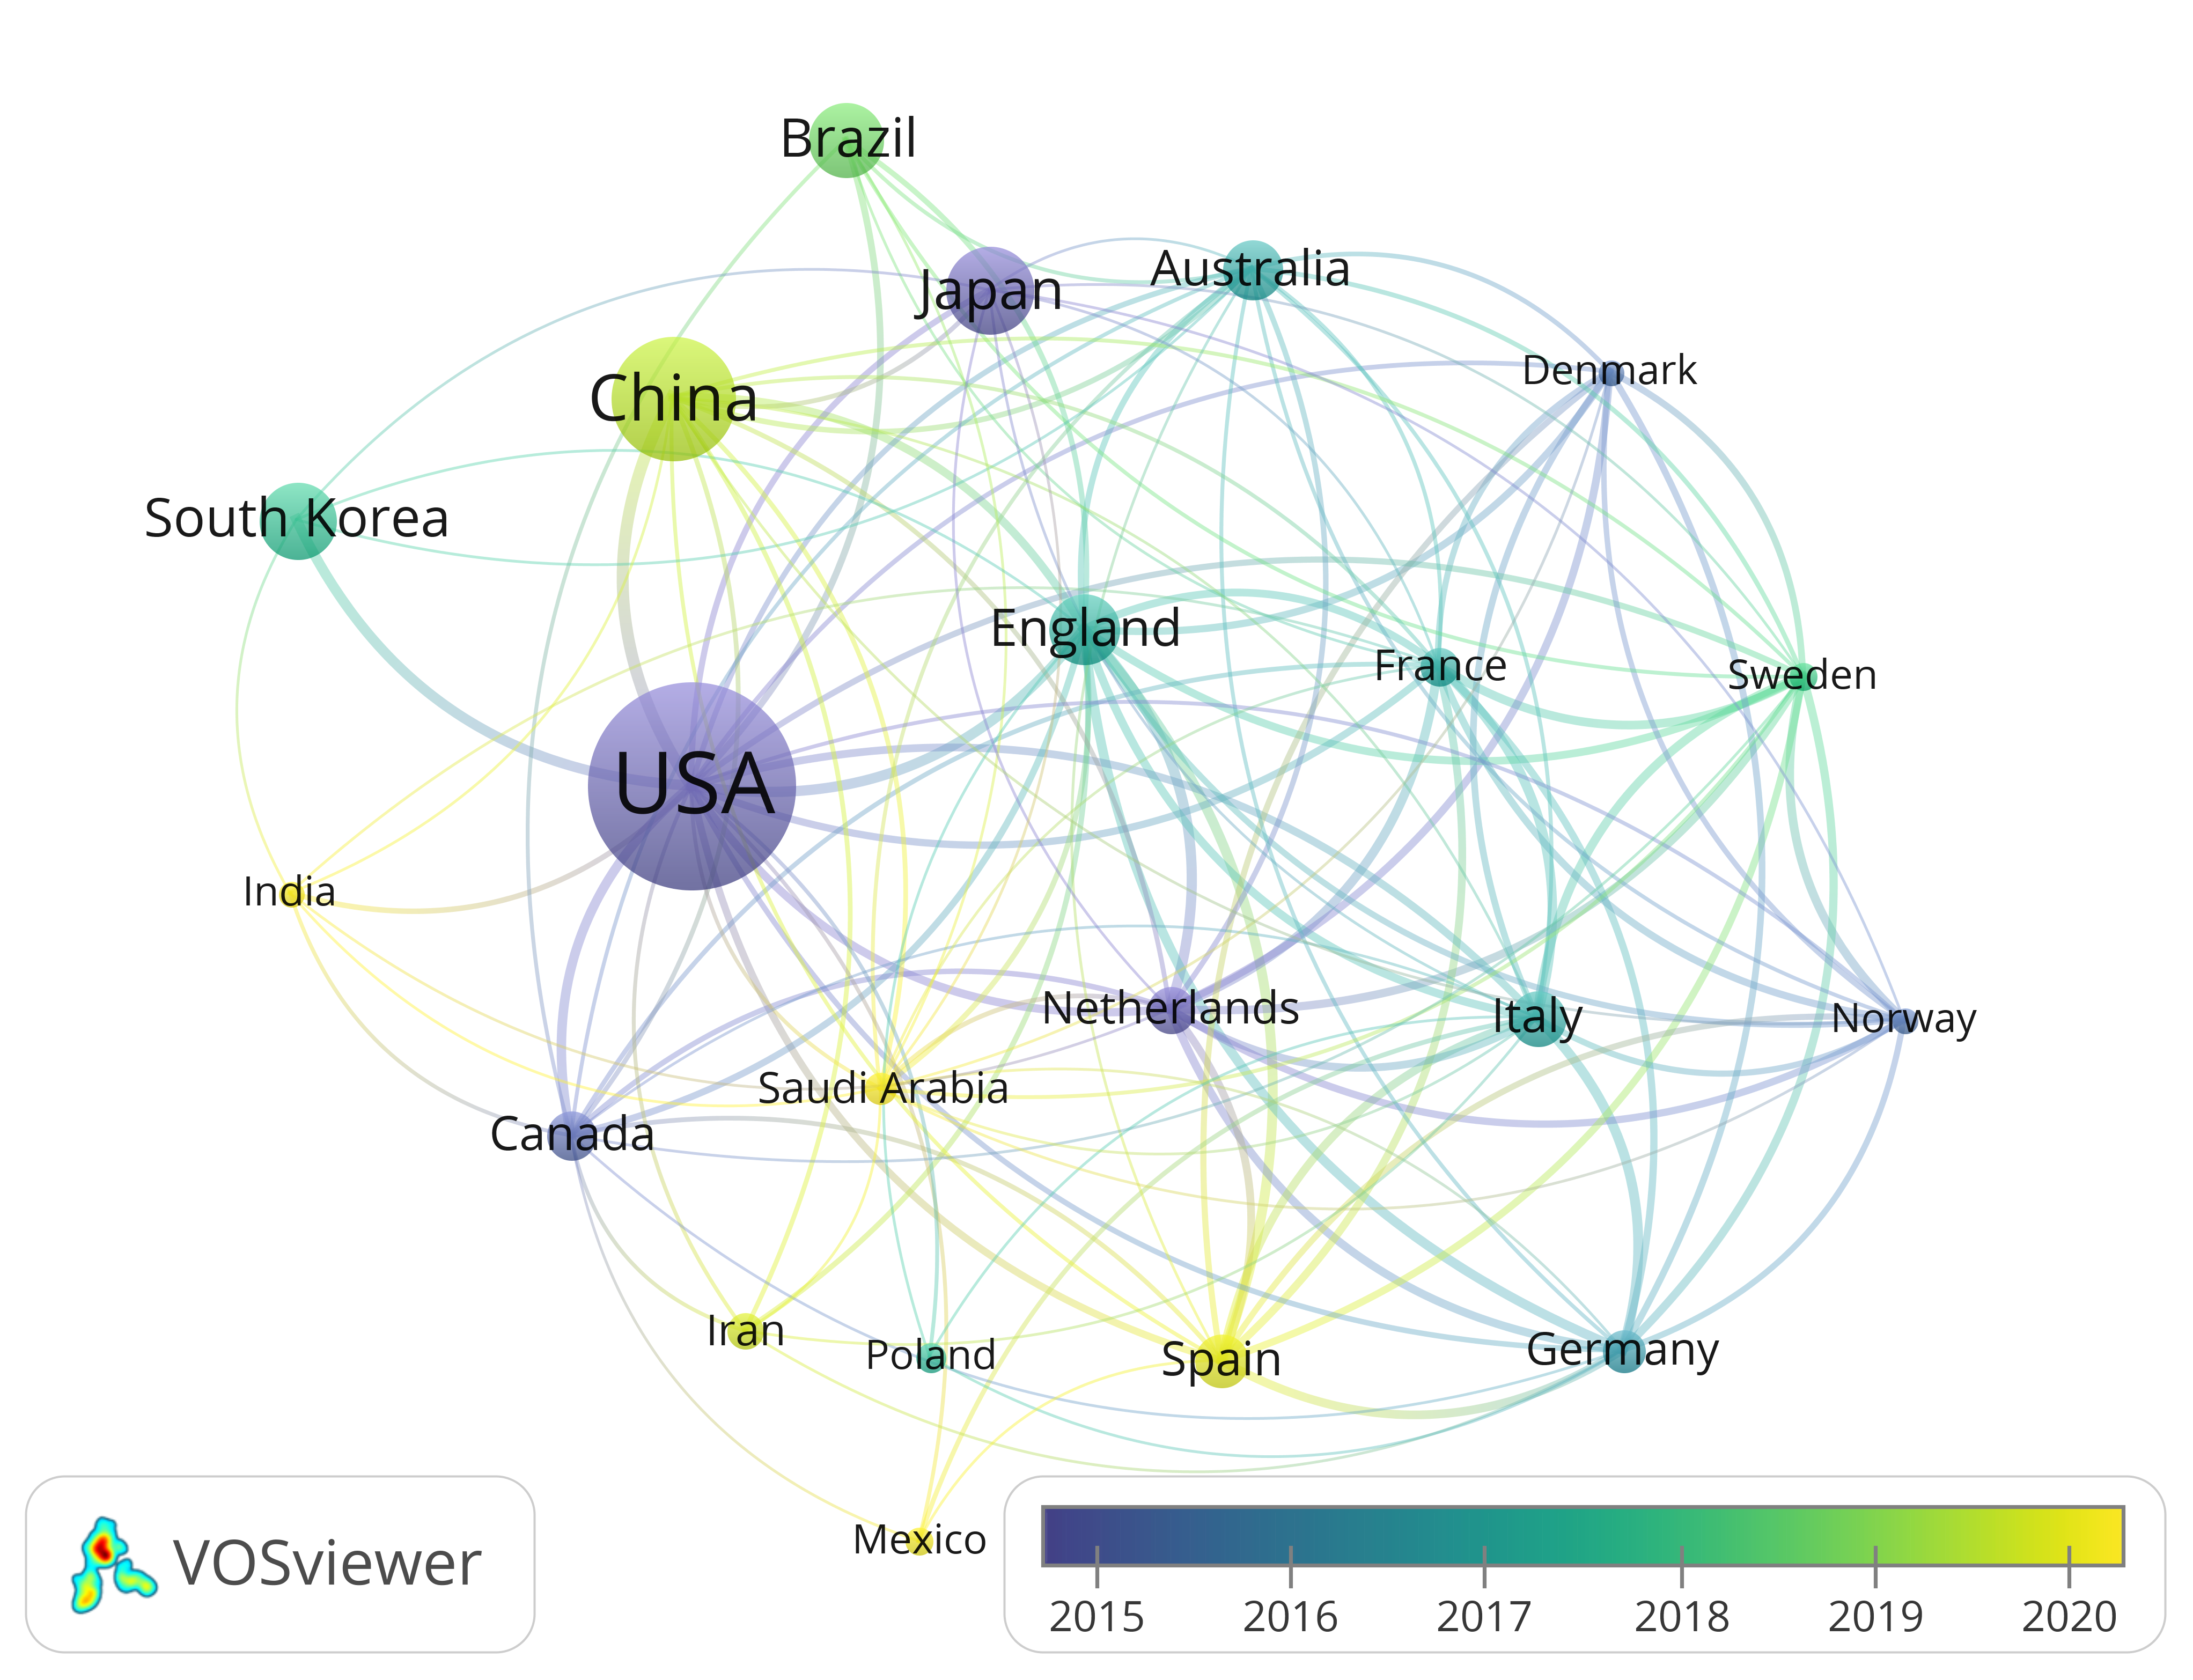 Brazil
Australia
Japan
Denmark
China
South Korea
England
France
Sweden
USA
India
Netherlands
Italy
Norway
Saudi Arabia
Canada
Iran
Poland
Spain
Germany
Mexico
VOSviewer
2015 2016 2017 2018 2019 2020